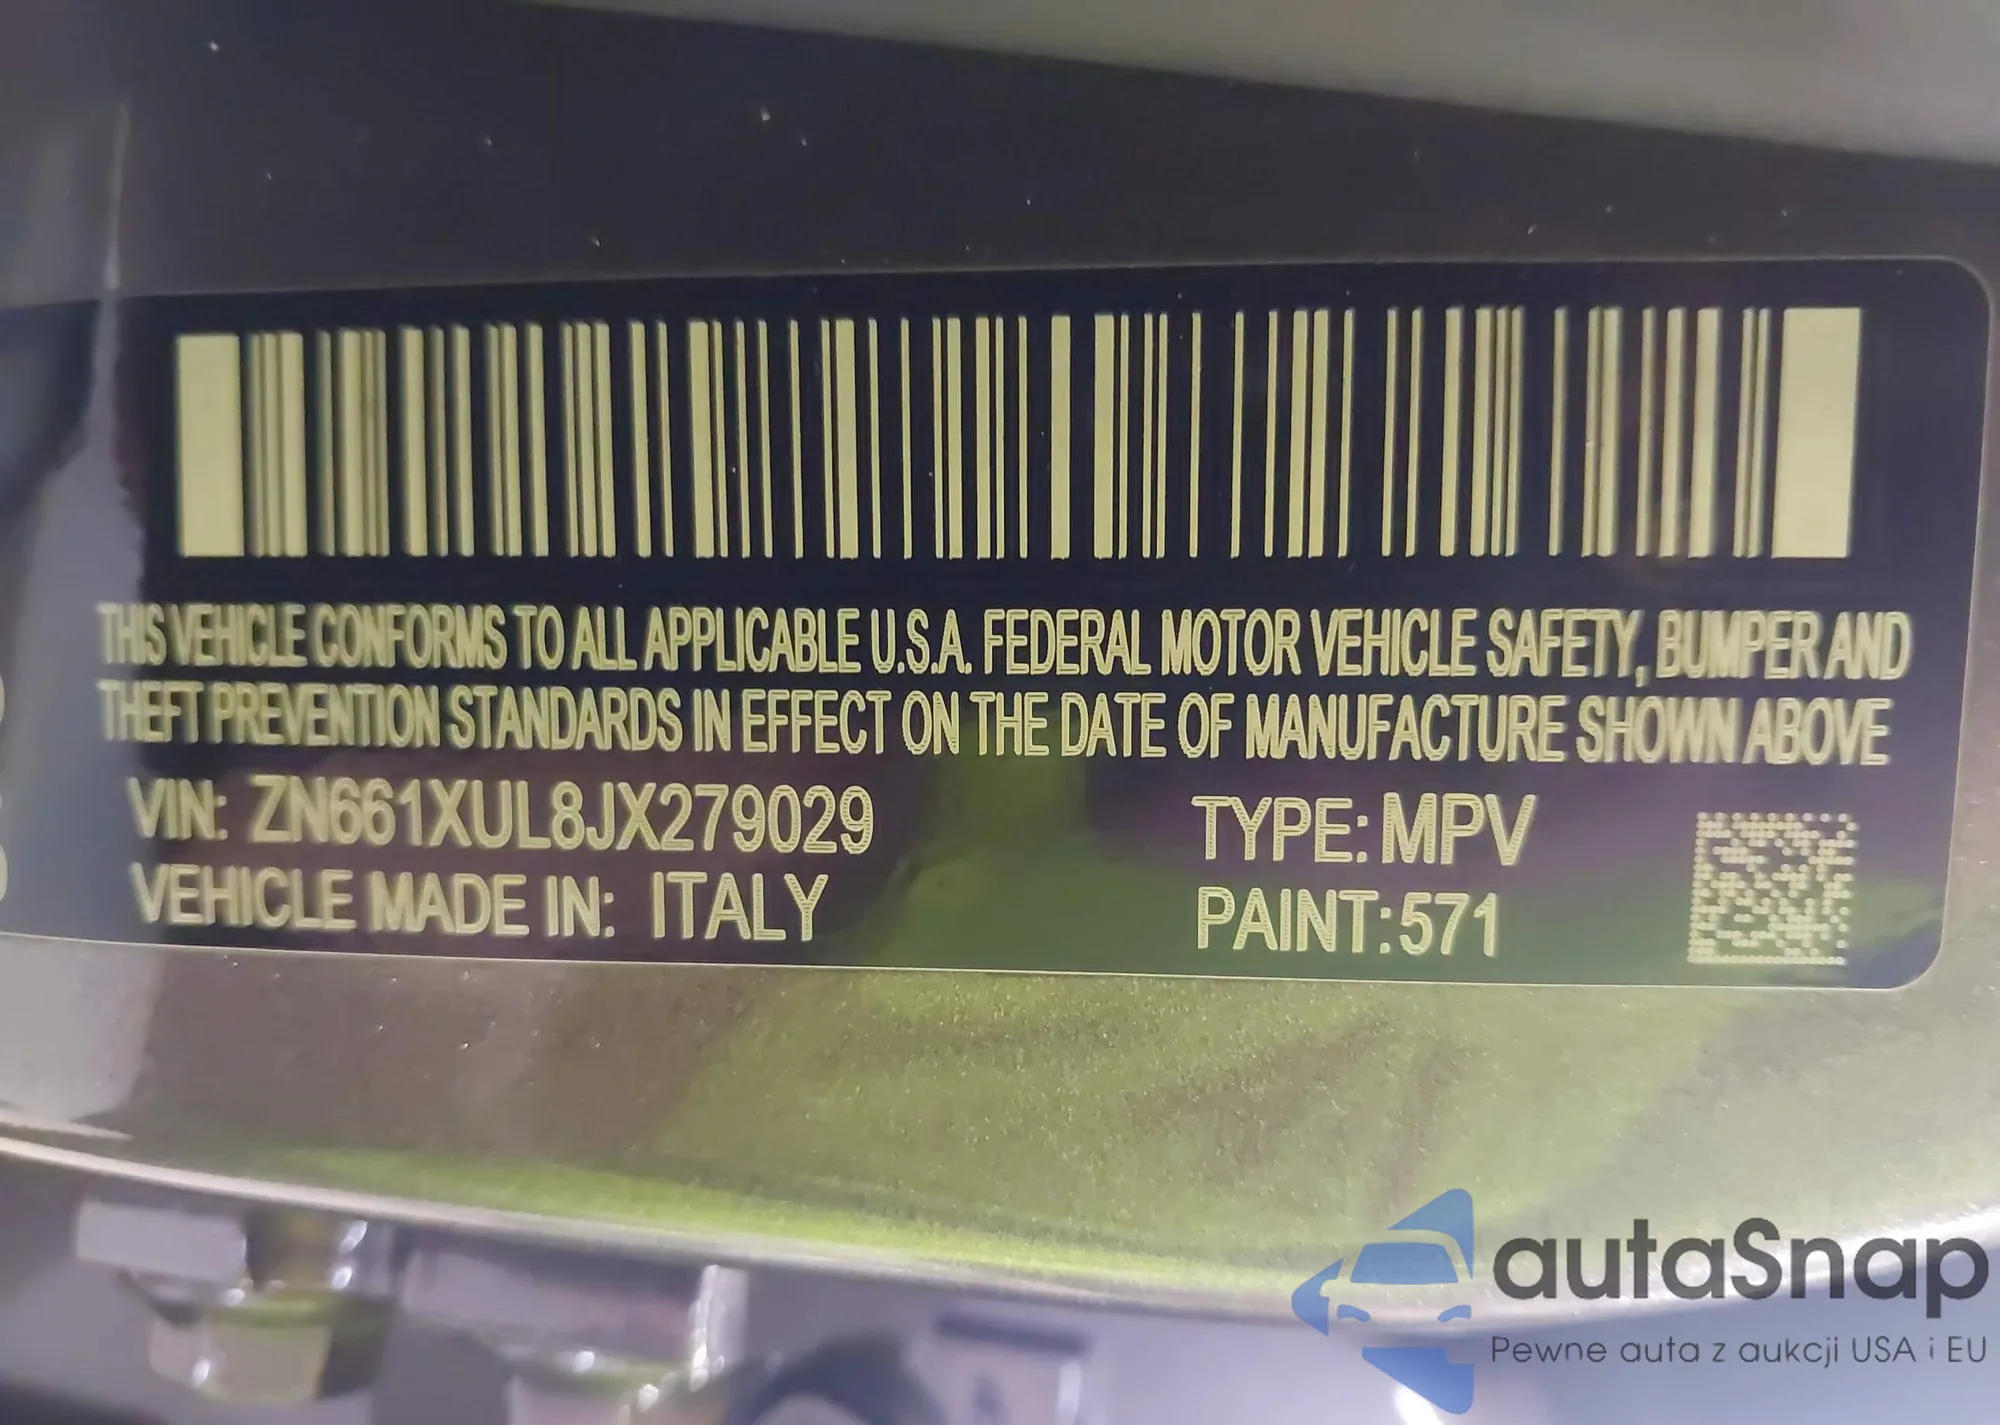 THIS VEHICLE CONFORMS TO ALL APPLICABLE U.S.A. FEDERAL MOTOR VEHICLE SAFETY, BUMPER AND
THEFT PREVENTION STANDARDS IN EFFECT ON THE DATE OF MANUFACTURE SHOWN ABOVE
VIN: ZN661XUL8JX279029
TYPE: MPV
VEHICLE MADE IN: ITALY
PAINT: 571
autaSnap
Pewne auta z aukcji USA i EU